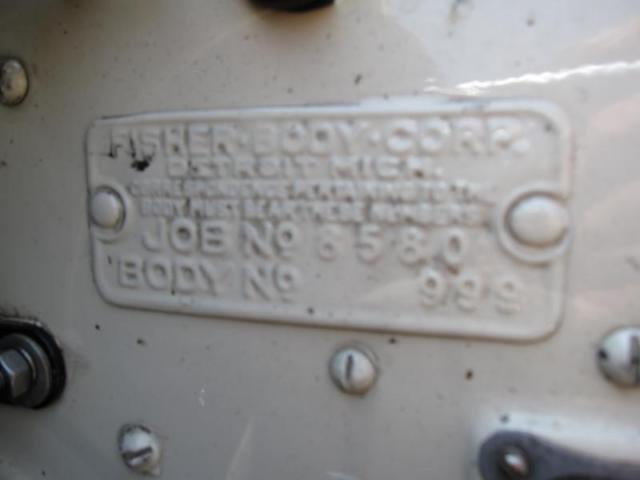 FISHER·BODY·CORP.
DETROIT MICH.
CORRESPONDENCE PERTAINING TO THIS
BODY MUST BEAR THESE NUMBERS
JOB Nº 8580
BODY Nº 999